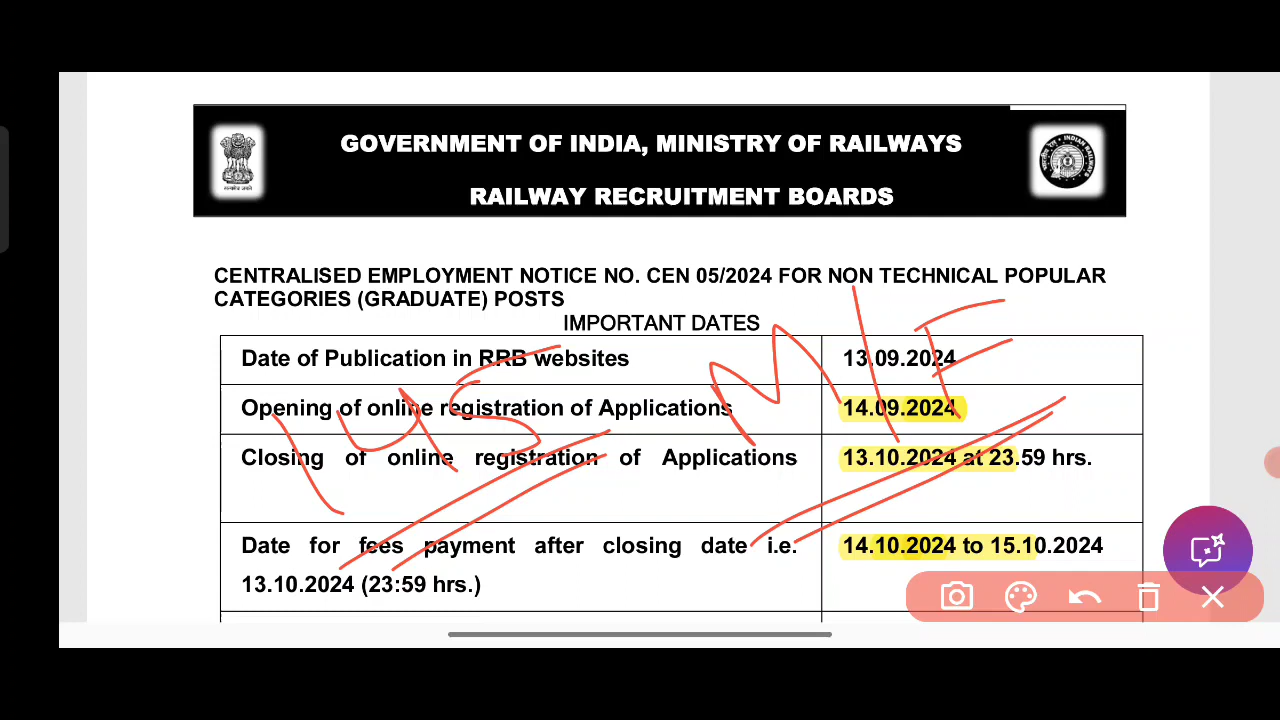 GOVERNMENT OF INDIA, MINISTRY OF RAILWAYS
RAILWAY RECRUITMENT BOARDS
CENTRALISED EMPLOYMENT NOTICE NO. CEN 05/2024 FOR NON TECHNICAL POPULAR
CATEGORIES (GRADUATE) POSTS
IMPORTANT DATES
Date of Publication in RRB websites 13.09.2024
Opening of online registration of Applications 14.09.2024
Closing of online registration of Applications 13.10.2024 at 23.59 hrs.
Date for fees payment after closing date i.e. 14.10.2024 to 15.10.2024
13.10.2024 (23:59 hrs.)